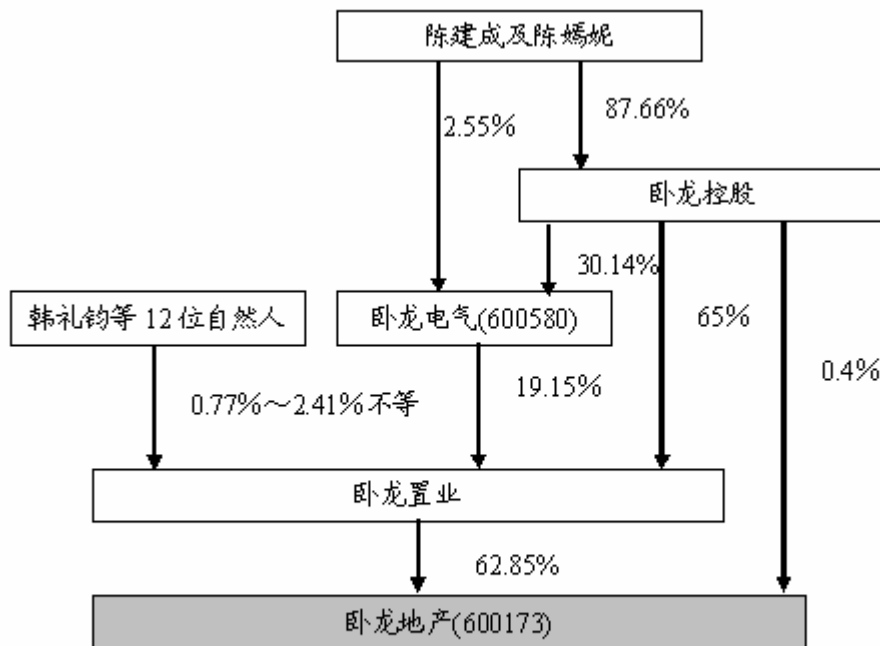 陈建成及陈嫣妮
2.55%
87.66%
卧龙控股
30.14%
韩礼钧等 12 位自然人
卧龙电气(600580)
65%
0.4%
0.77%～2.41%不等
19.15%
卧龙置业
62.85%
卧龙地产(600173)